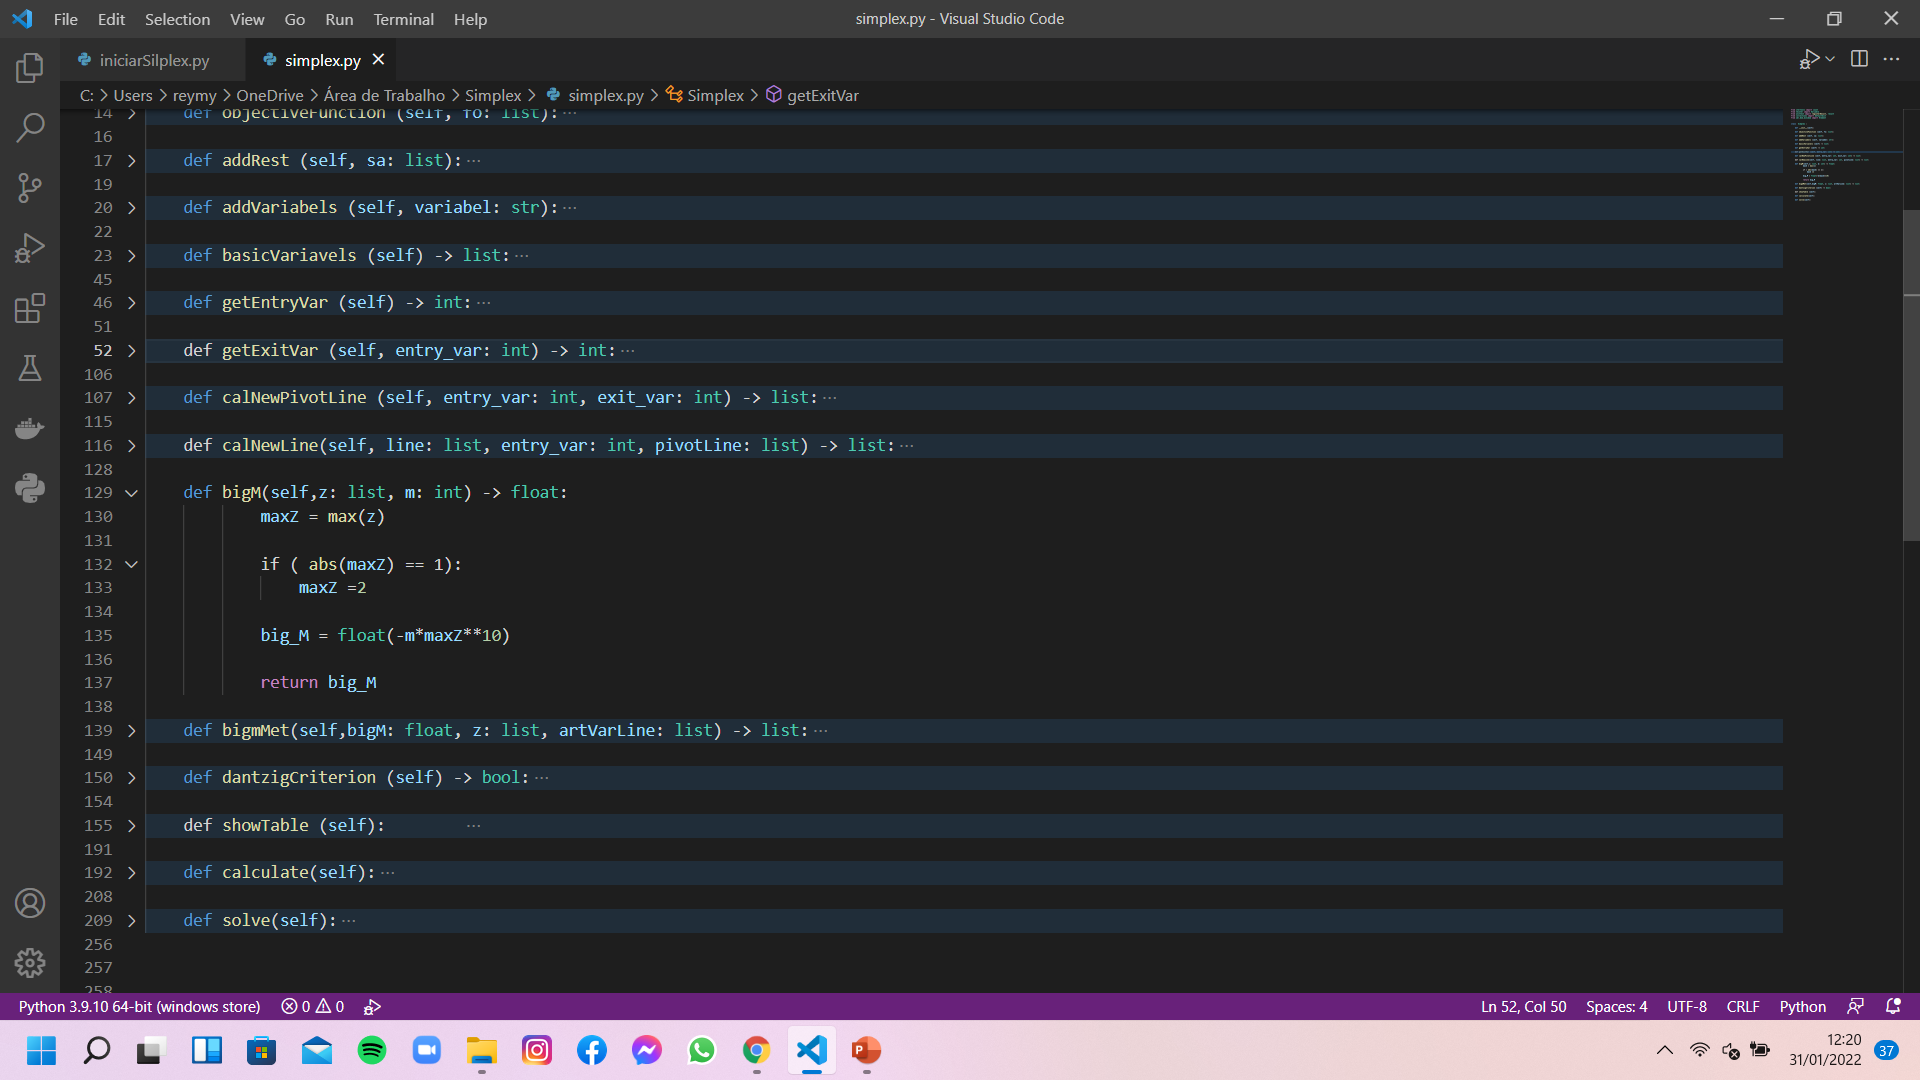 File Edit Selection View Go Run Terminal Help simplex.py - Visual Studio Code
iniciarSilplex.py simplex.py
C: > Users > reymy > OneDrive > Área de Trabalho > Simplex > simplex.py > Simplex > getExitVar
14 > def objectiveFunction (self, fo: list):···
16
17 > def addRest (self, sa: list):···
19
20 > def addVariabels (self, variabel: str):···
22
23 > def basicVariavels (self) -> list:···
45
46 > def getEntryVar (self) -> int:···
51
52 > def getExitVar (self, entry_var: int) -> int:···
106
107 > def calNewPivotLine (self, entry_var: int, exit_var: int) -> list:···
115
116 > def calNewLine(self, line: list, entry_var: int, pivotLine: list) -> list:···
128
129 def bigM(self,z: list, m: int) -> float:
130 maxZ = max(z)
131
132 if ( abs(maxZ) == 1):
133 maxZ =2
134
135 big_M = float(-m*maxZ**10)
136
137 return big_M
138
139 > def bigmMet(self,bigM: float, z: list, artVarLine: list) -> list:···
149
150 > def dantzigCriterion (self) -> bool:···
154
155 > def showTable (self): ···
191
192 > def calculate(self):···
208
209 > def solve(self):···
256
257
258
Python 3.9.10 64-bit (windows store) 0 0 Ln 52, Col 50 Spaces: 4 UTF-8 CRLF Python
12:20
31/01/2022 37